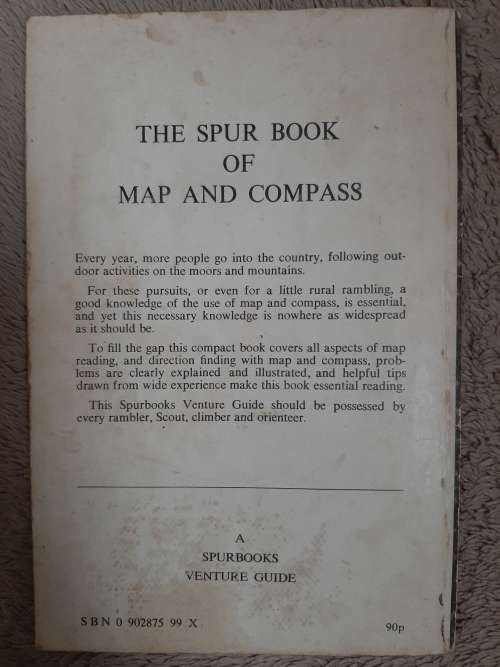 THE SPUR BOOK
OF
MAP AND COMPASS
Every year, more people go into the country, following out-
door activities on the moors and mountains.
For these pursuits, or even for a little rural rambling, a
good knowledge of the use of map and compass, is essential,
and yet this necessary knowledge is nowhere as widespread
as it should be.
To fill the gap this compact book covers all aspects of map
reading, and direction finding with map and compass, prob-
lems are clearly explained and illustrated, and helpful tips
drawn from wide experience make this book essential reading.
This Spurbooks Venture Guide should be possessed by
every rambler, Scout, climber and orienteer.
A
SPURBOOKS
VENTURE GUIDE
SBN 0 902875 99 X
90p